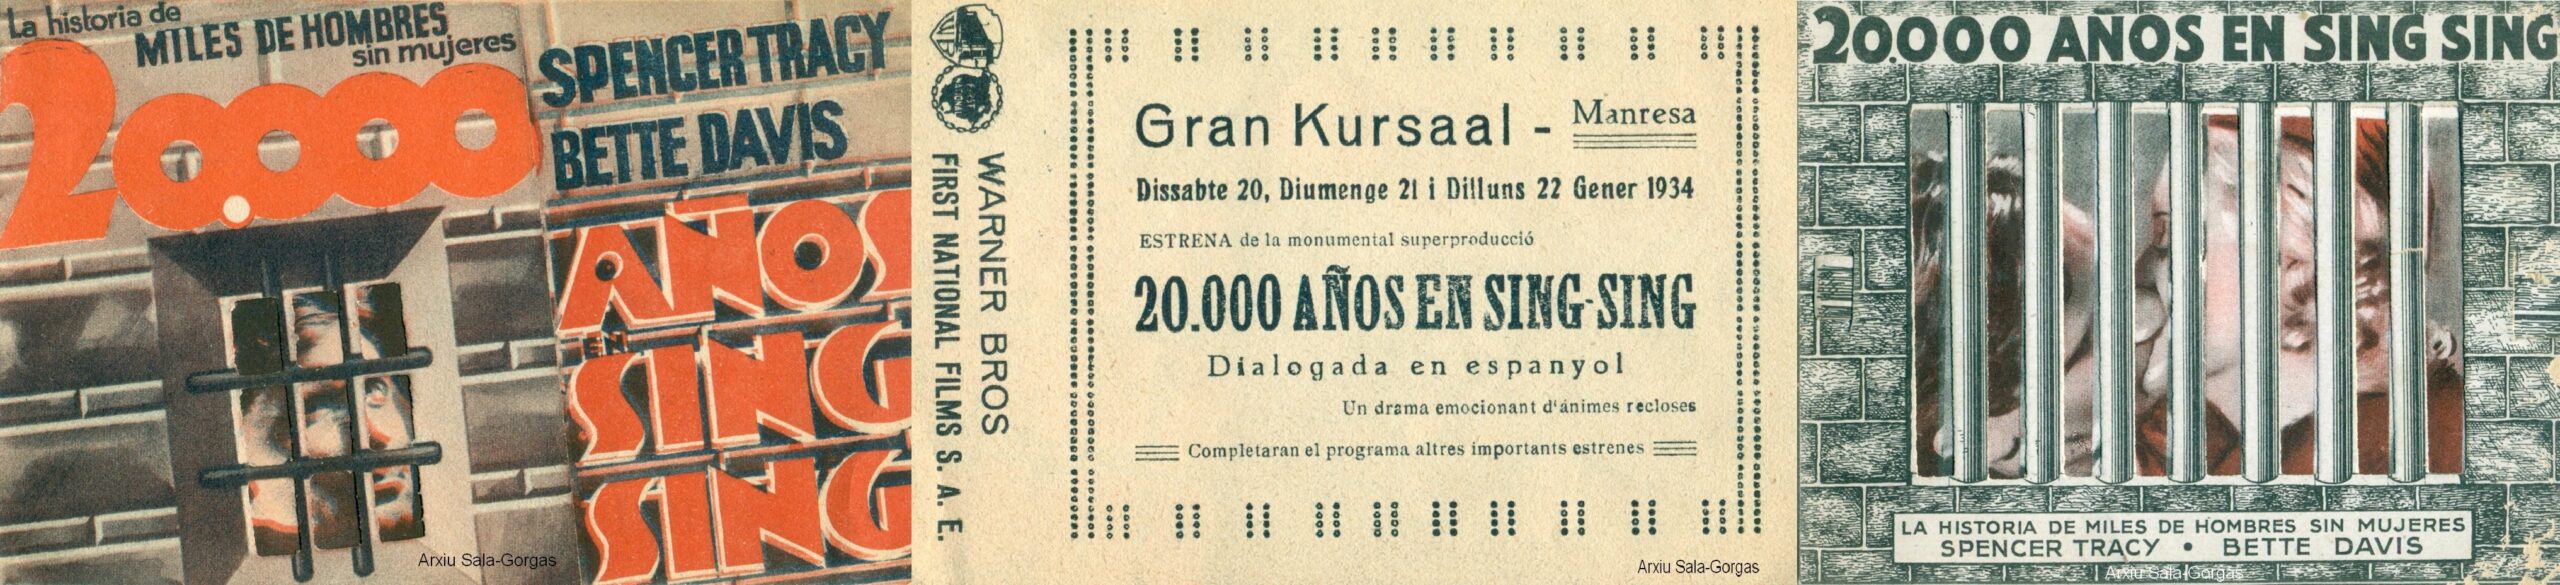 La historia de
MILES DE HOMBRES
sin mujeres
20.000
SPENCER TRACY
BETTE DAVIS
AÑOS
EN
SING
SING
Arxiu Sala-Gorgas
WARNER BROS
FIRST NATIONAL FILMS S. A. E.
Gran Kursaal - Manresa
Dissabte 20, Diumenge 21 i Dilluns 22 Gener 1934
ESTRENA de la monumental superproducció
20.000 AÑOS EN SING-SING
Dialogada en espanyol
Un drama emocionant d'ánimes recloses
Completaran el programa altres importants estrenes
Arxiu Sala-Gorgas
20.000 AÑOS EN SING SING
LA HISTORIA DE MILES DE HOMBRES SIN MUJERES
SPENCER TRACY • BETTE DAVIS
Arxiu Sala-Gorgas